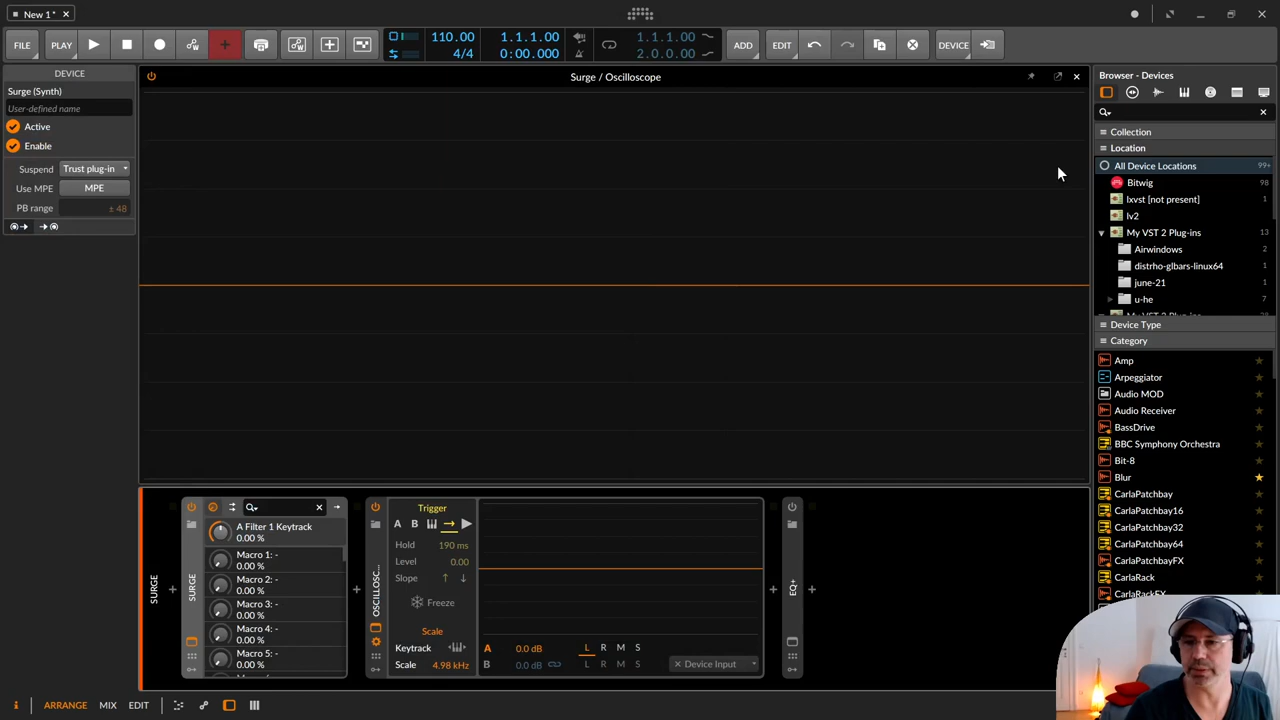 New 1*
FILE
PLAY
110.00
4/4
1.1.1.00
0:00.000
1.1.1.00
2.0.0.00
ADD
EDIT
DEVICE
DEVICE
Surge (Synth)
User-defined name
Active
Enable
Suspend
Trust plug-in
Use MPE
MPE
PB range
± 48
Surge / Oscilloscope
Browser - Devices
Collection
Location
All Device Locations 99+
Bitwig 98
lxvst [not present] 1
lv2
My VST 2 Plug-ins 13
Airwindows 2
distrho-glbars-linux64 1
june-21 1
u-he 7
Device Type
Category
Amp
Arpeggiator
Audio MOD
Audio Receiver
BassDrive
BBC Symphony Orchestra
Bit-8
Blur
CarlaPatchbay
CarlaPatchbay16
CarlaPatchbay32
CarlaPatchbay64
CarlaPatchbayFX
CarlaRack
CarlaRackFX
SURGE
SURGE
A Filter 1 Keytrack
0.00 %
Macro 1: -
0.00 %
Macro 2: -
0.00 %
Macro 3: -
0.00 %
Macro 4: -
0.00 %
Macro 5: -
0.00 %
OSCILLOSC...
Trigger
A B
Hold 190 ms
Level 0.00
Slope ↑ ↓
Freeze
Scale
Keytrack
Scale 4.98 kHz
A 0.0 dB L R M S
B 0.0 dB L R M S
Device Input
EQ+
i
ARRANGE
MIX
EDIT